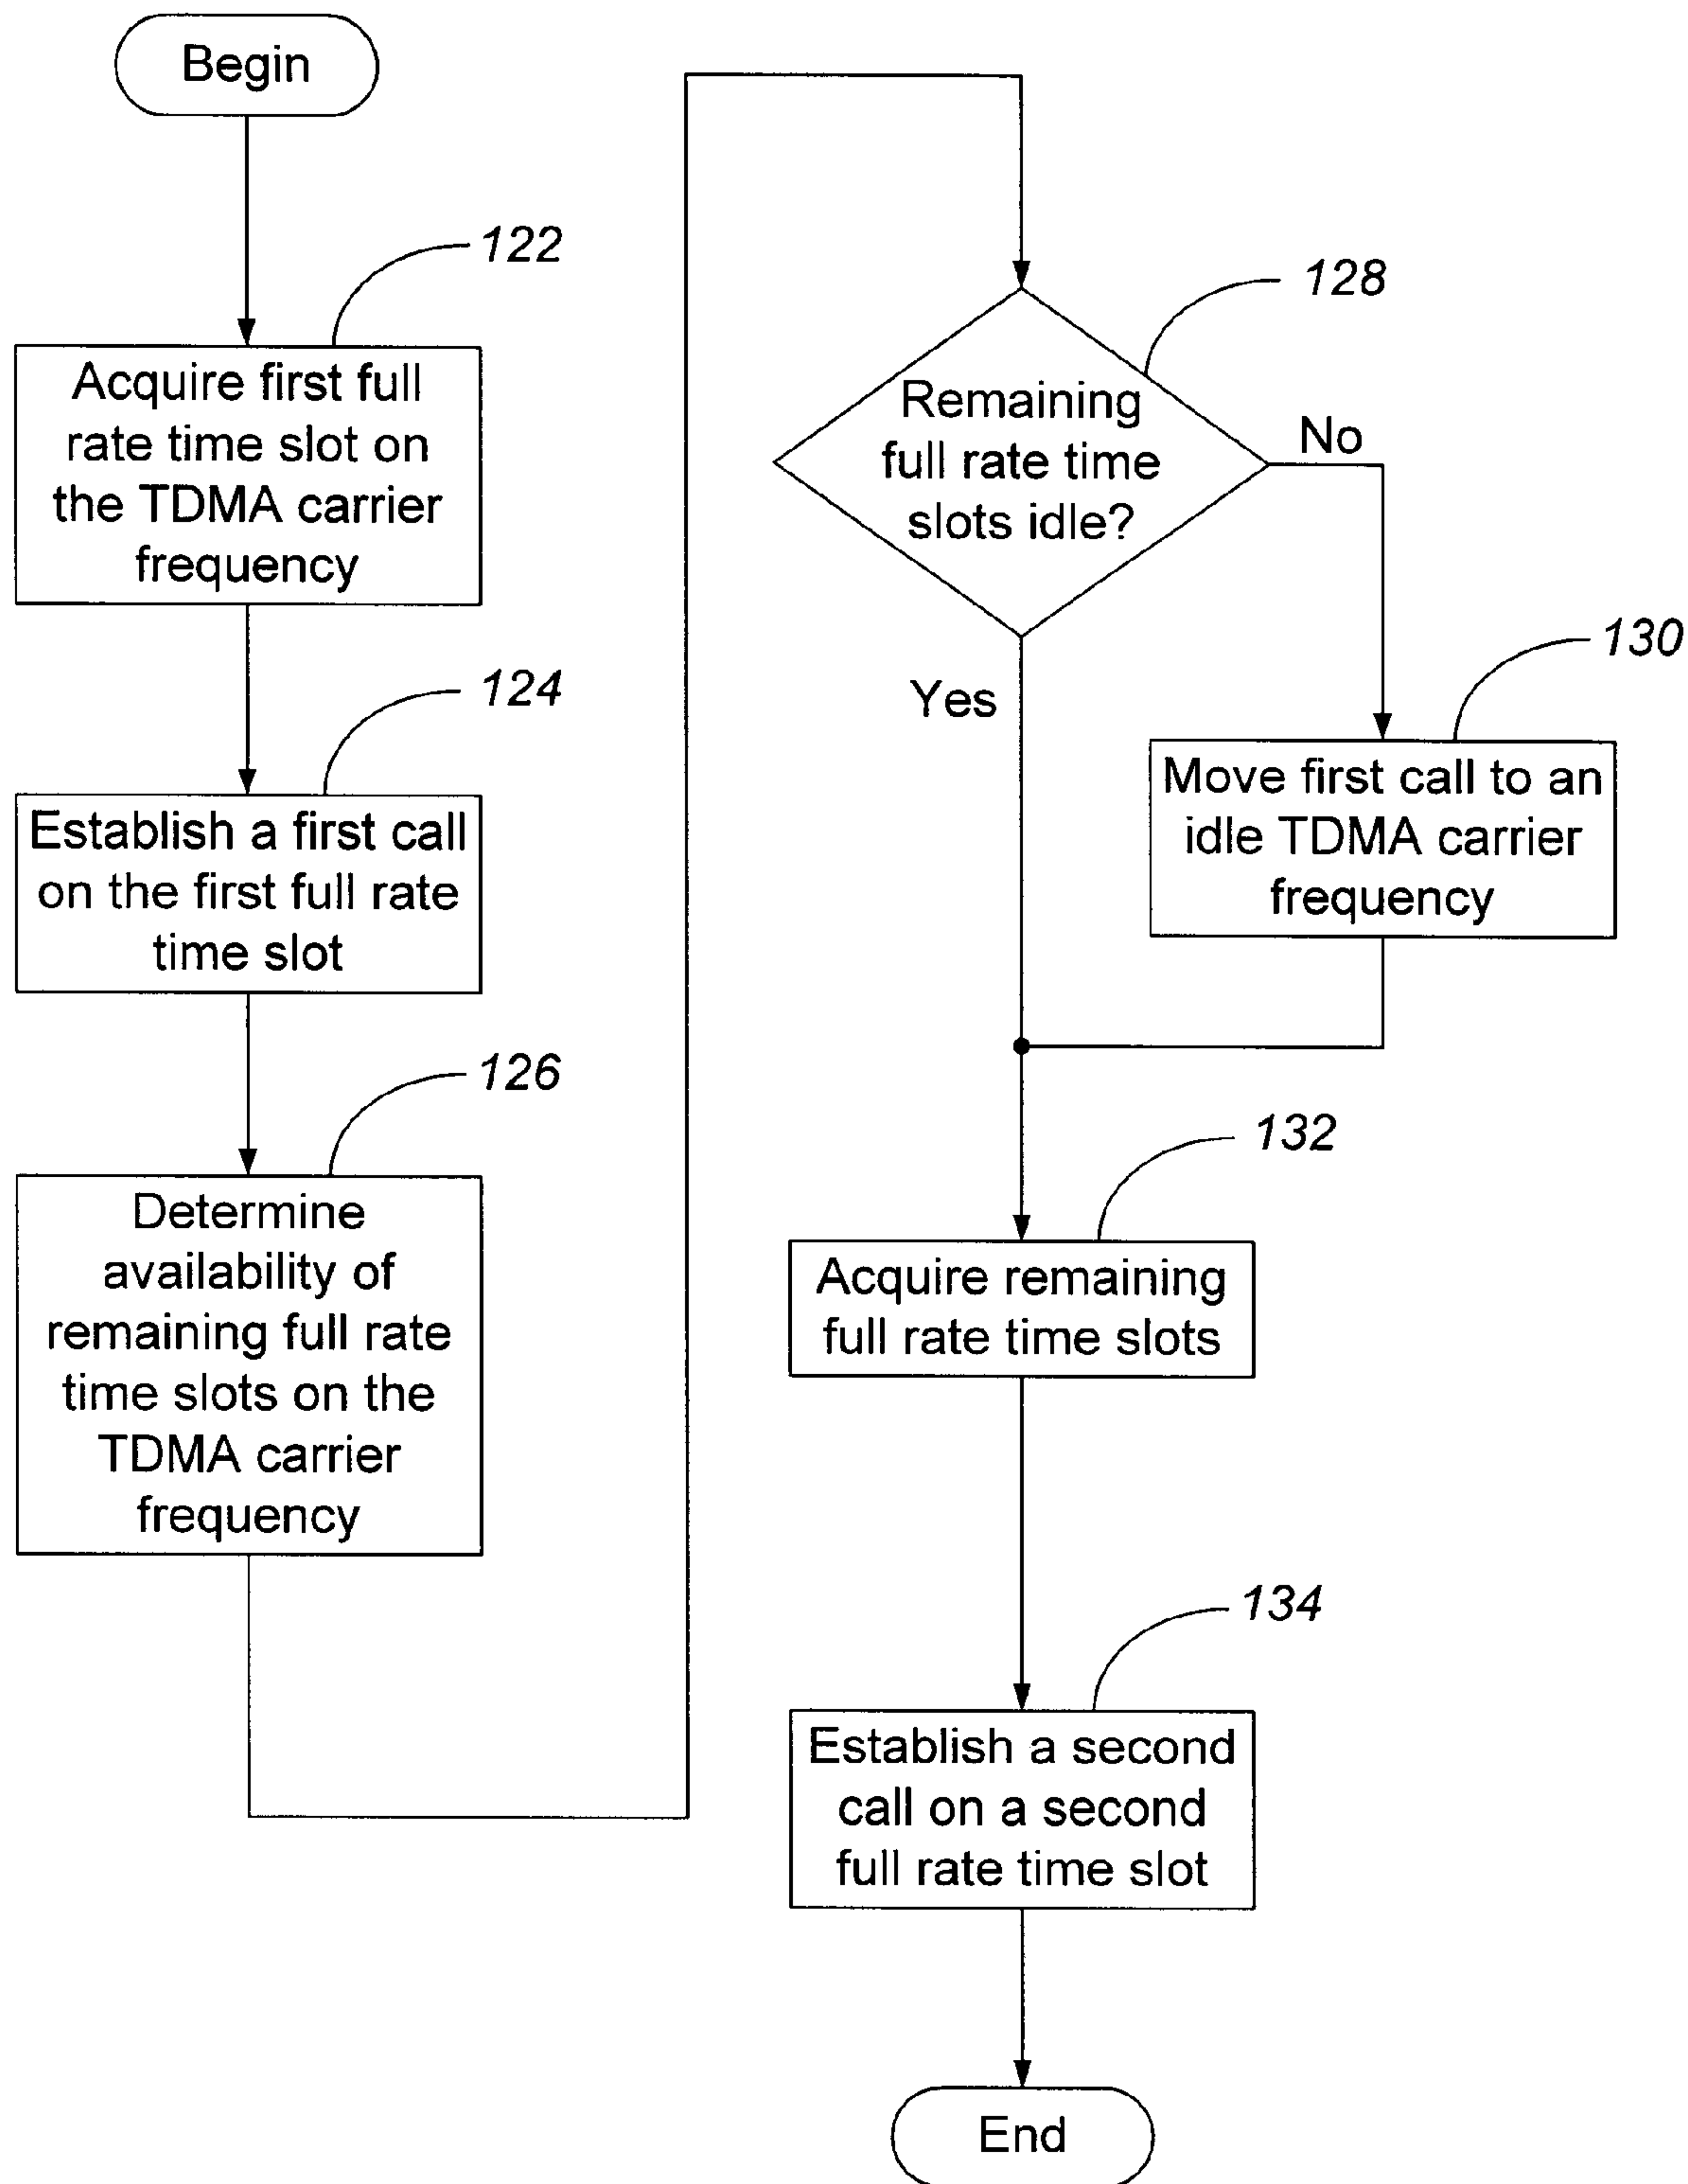 Begin
122
Acquire first full
rate time slot on
the TDMA carrier
frequency
124
Establish a first call
on the first full rate
time slot
126
Determine
availability of
remaining full rate
time slots on the
TDMA carrier
frequency
128
Remaining
full rate time
slots idle?
No
Yes
130
Move first call to an
idle TDMA carrier
frequency
132
Acquire remaining
full rate time slots
134
Establish a second
call on a second
full rate time slot
End